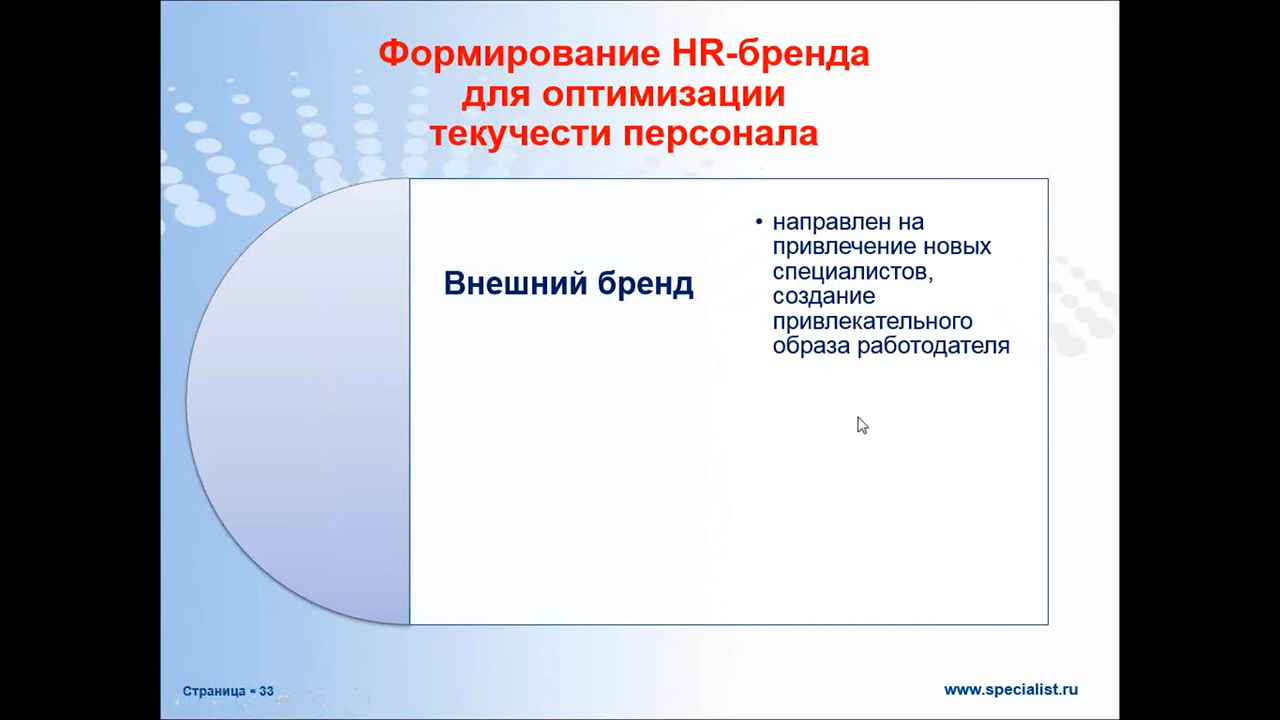 Формирование HR-бренда
для оптимизации
текучести персонала
Внешний бренд
• направлен на
привлечение новых
специалистов,
создание
привлекательного
образа работодателя
Страница = 33
www.specialist.ru